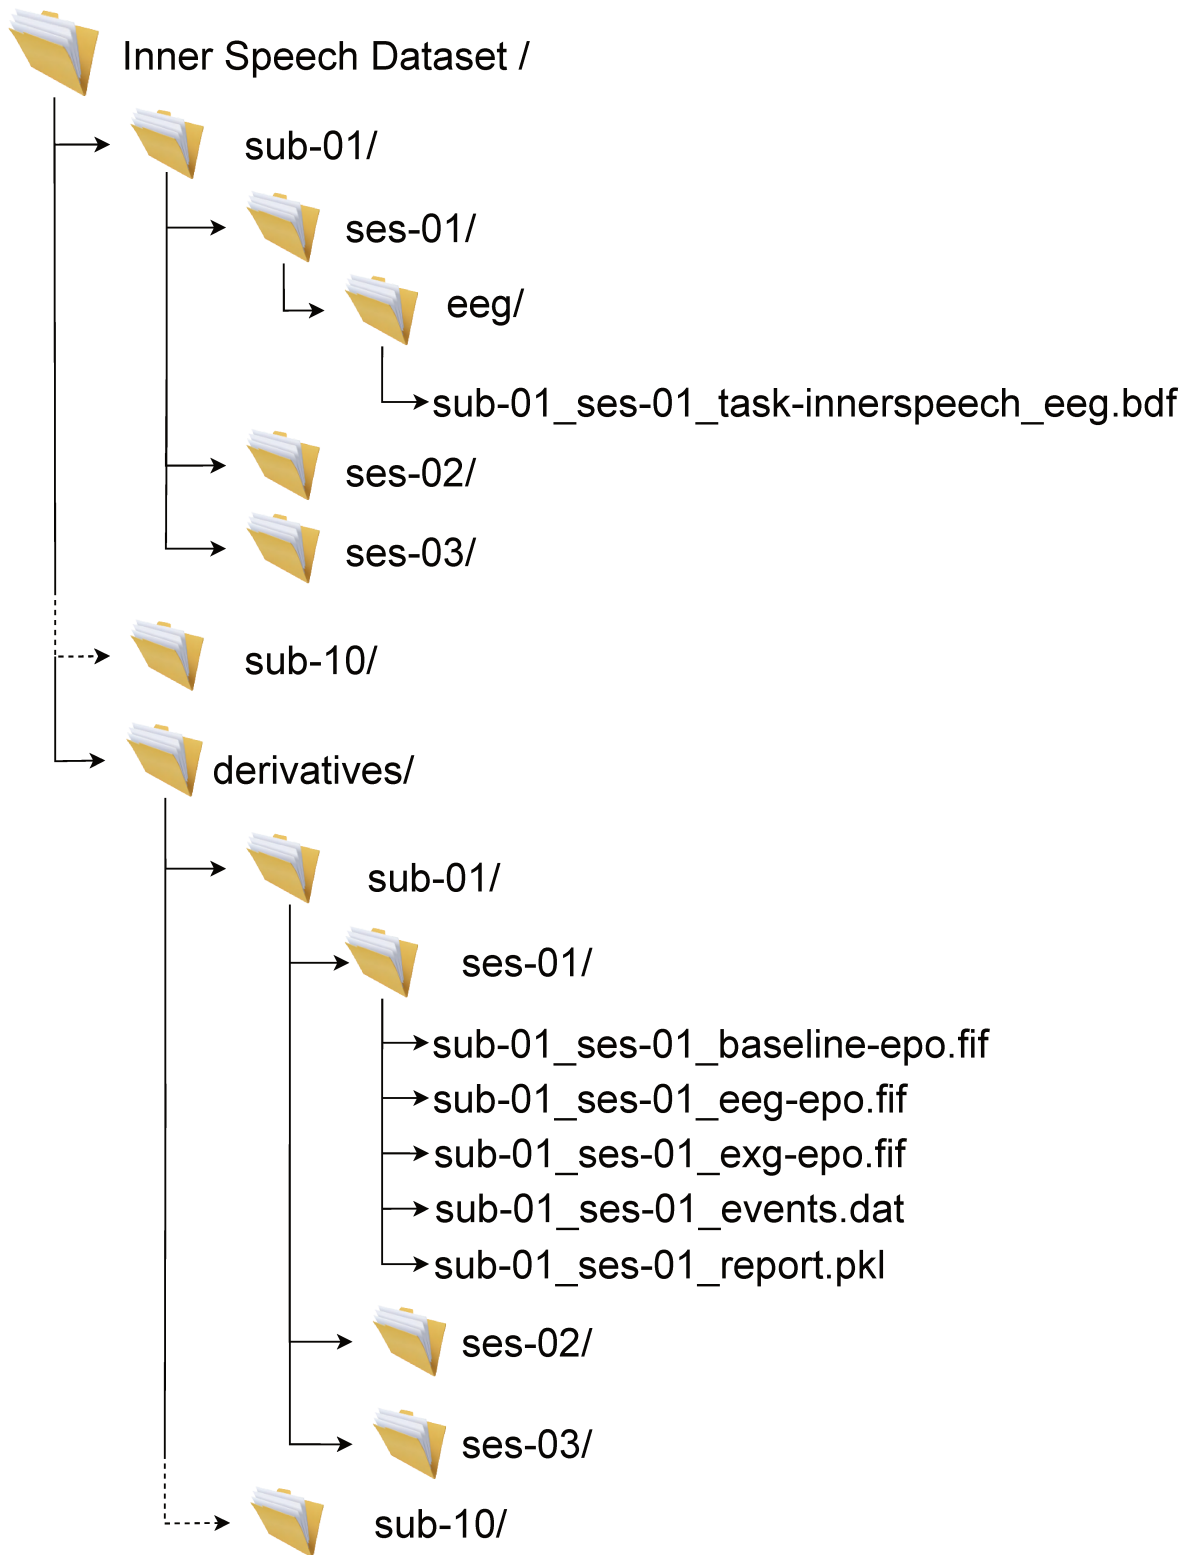 Inner Speech Dataset /
sub-01/
ses-01/
eeg/
sub-01_ses-01_task-innerspeech_eeg.bdf
ses-02/
ses-03/
sub-10/
derivatives/
sub-01/
ses-01/
sub-01_ses-01_baseline-epo.fif
sub-01_ses-01_eeg-epo.fif
sub-01_ses-01_exg-epo.fif
sub-01_ses-01_events.dat
sub-01_ses-01_report.pkl
ses-02/
ses-03/
sub-10/